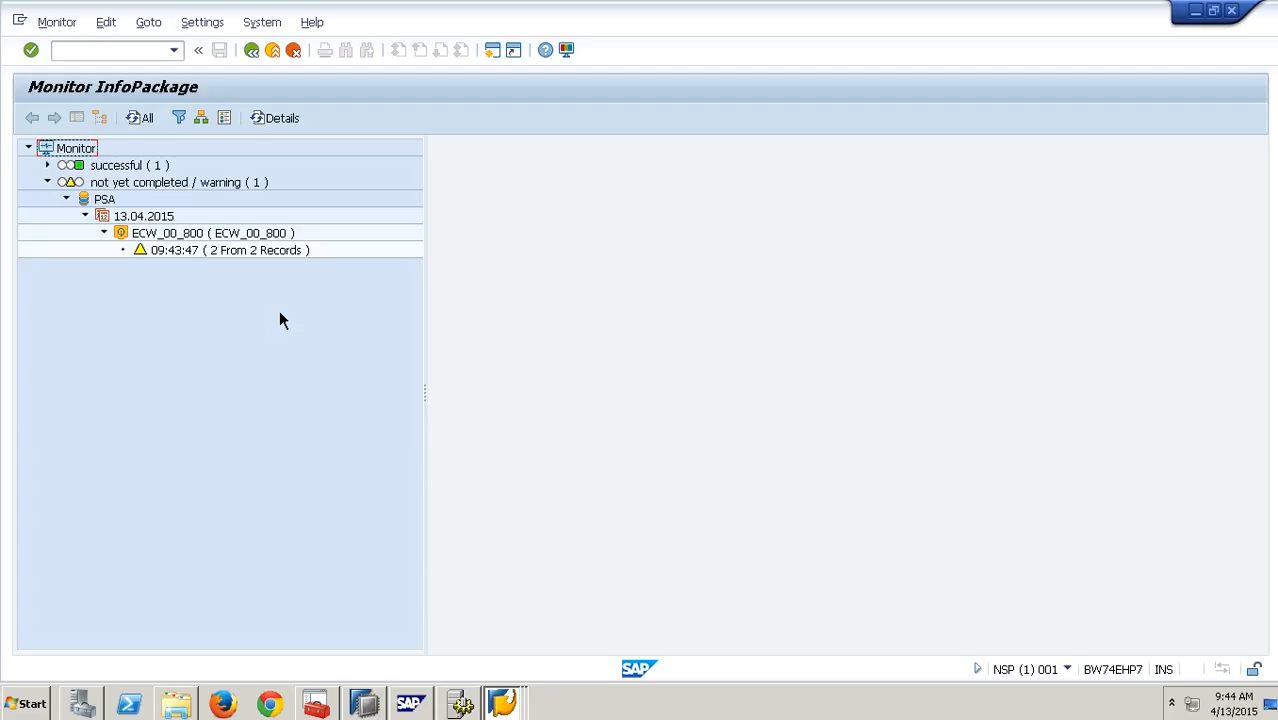 Monitor Edit Goto Settings System Help
Monitor InfoPackage
All Details
Monitor
successful ( 1 )
not yet completed / warning ( 1 )
PSA
13.04.2015
ECW_00_800 ( ECW_00_800 )
09:43:47 ( 2 From 2 Records )
SAP
NSP (1) 001 BW74EHP7 INS
Start
SAP
9:44 AM
4/13/2015